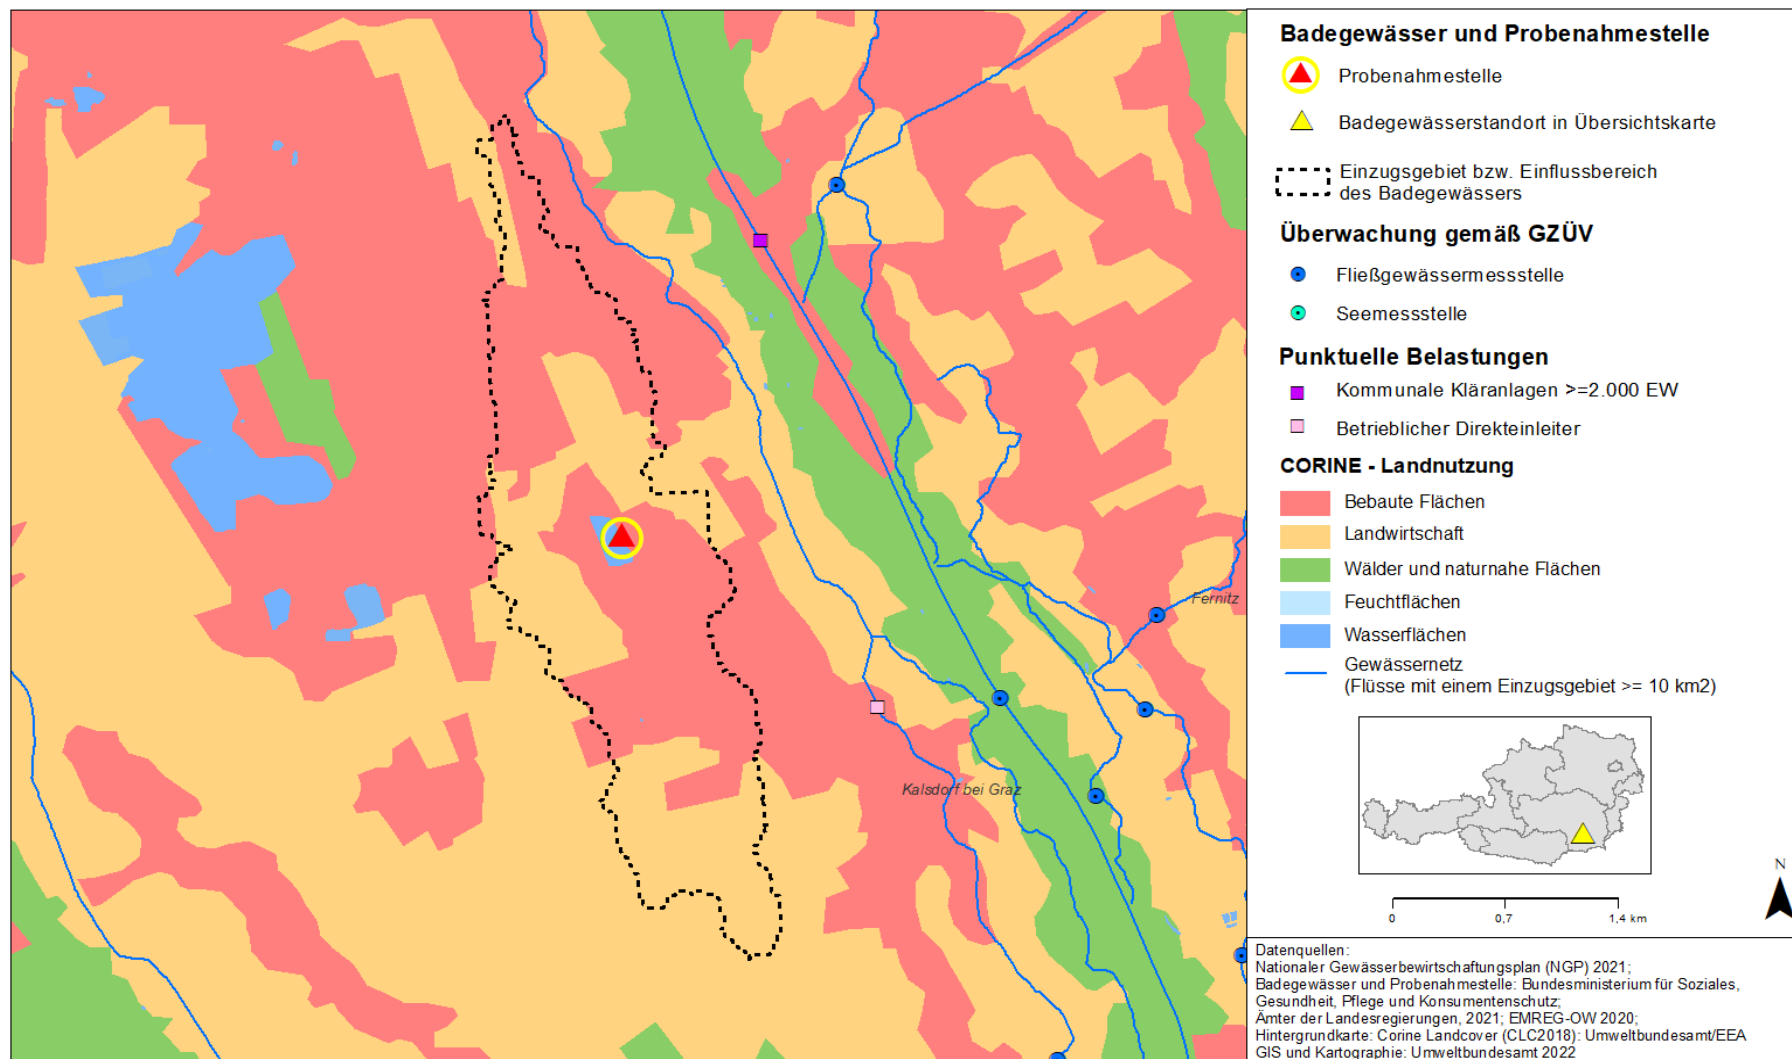 Badegewässer und Probenahmestelle
Probenahmestelle
Badegewässerstandort in Übersichtskarte
Einzugsgebiet bzw. Einflussbereich
des Badegewässers
Überwachung gemäß GZÜV
Fließgewässermessstelle
Seemessstelle
Punktuelle Belastungen
Kommunale Kläranlagen >=2.000 EW
Betrieblicher Direkteinleiter
CORINE - Landnutzung
Bebaute Flächen
Landwirtschaft
Wälder und naturnahe Flächen
Feuchtflächen
Wasserflächen
Gewässernetz
(Flüsse mit einem Einzugsgebiet >= 10 km2)
Fernitz
Kalsdorf bei Graz
N
0 0,7 1,4 km
Datenquellen:
Nationaler Gewässerbewirtschaftungsplan (NGP) 2021;
Badegewässer und Probenahmestelle: Bundesministerium für Soziales,
Gesundheit, Pflege und Konsumentenschutz;
Ämter der Landesregierungen, 2021; EMREG-OW 2020;
Hintergrundkarte: Corine Landcover (CLC2018): Umweltbundesamt/EEA
GIS und Kartographie: Umweltbundesamt 2022